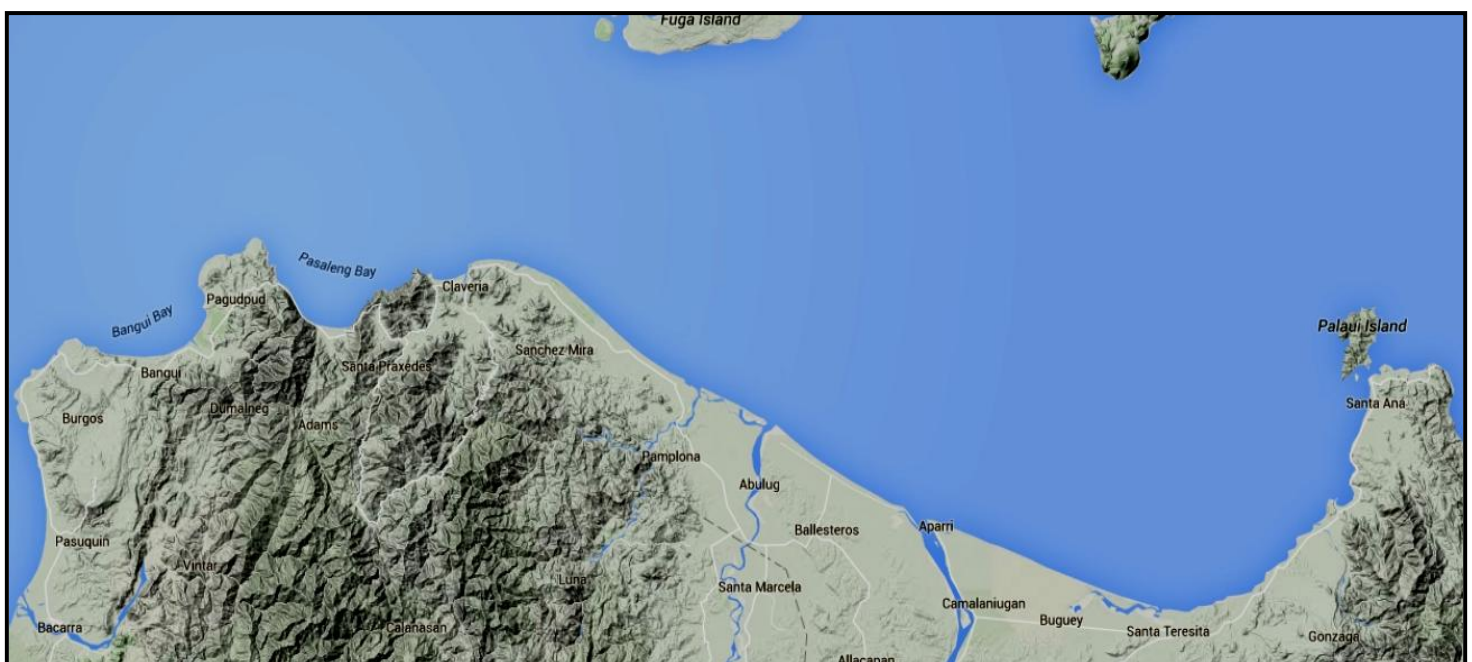 Fuga Island
Pasaleng Bay
Claveria
Pagudpud
Bangui Bay
Palaui Island
Sanchez Mira
Santa Praxedes
Bangui
Santa Ana
Dumalneg
Burgos
Adams
Pamplona
Abulug
Aparri
Ballesteros
Pasuquin
Vintar
Luna
Santa Marcela
Camalaniugan
Buguey
Bacarra
Calanasan
Santa Teresita
Gonzaga
Allacapan